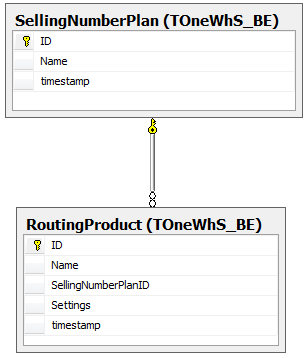 SellingNumberPlan (TOneWhS_BE)
ID
Name
timestamp
RoutingProduct (TOneWhS_BE)
ID
Name
SellingNumberPlanID
Settings
timestamp